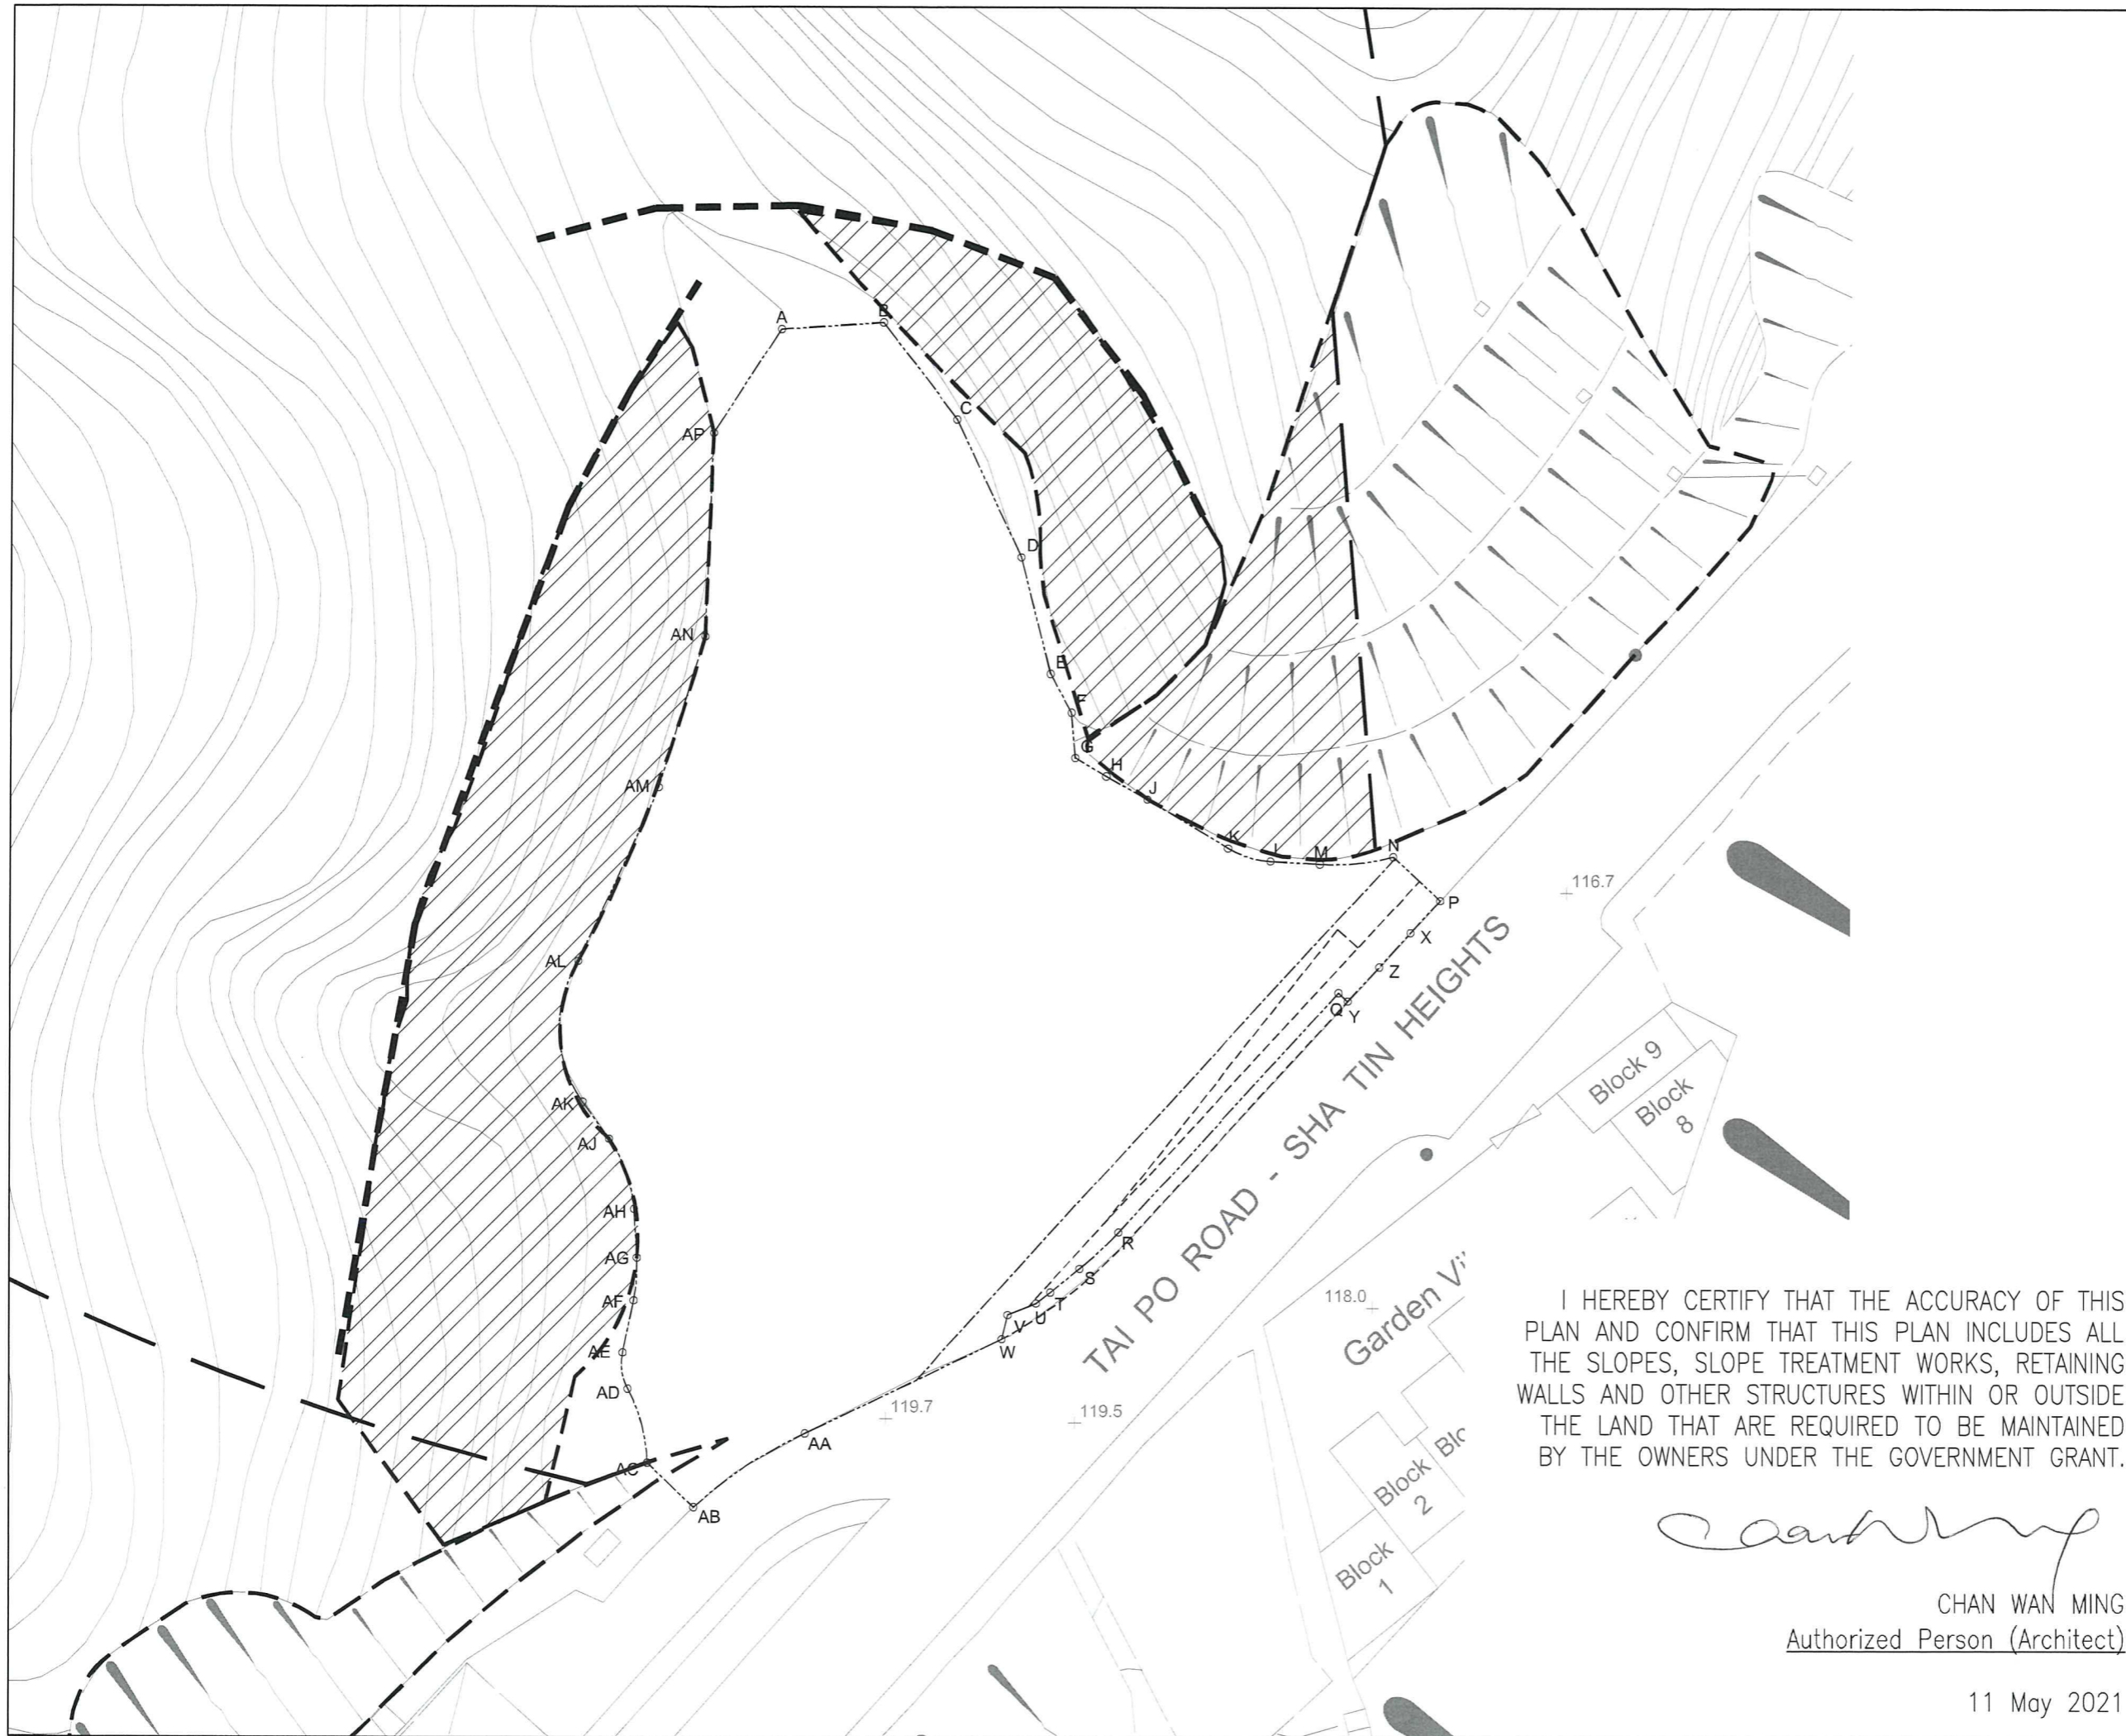 A
B
C
AP
D
AN
E
F
G
H
AM
J
K
L
M
N
116.7
P
X
AL
Z
Q
Y
TAI PO ROAD - SHA TIN HEIGHTS
Block 9
Block
8
AK
AJ
AH
R
AG
S
AF
T
U
V
W
118.0
Garden
AE
AD
119.7
119.5
AA
AC
AB
Block
2
Block
1
I HEREBY CERTIFY THAT THE ACCURACY OF THIS
PLAN AND CONFIRM THAT THIS PLAN INCLUDES ALL
THE SLOPES, SLOPE TREATMENT WORKS, RETAINING
WALLS AND OTHER STRUCTURES WITHIN OR OUTSIDE
THE LAND THAT ARE REQUIRED TO BE MAINTAINED
BY THE OWNERS UNDER THE GOVERNMENT GRANT.
CHAN WAN MING
Authorized Person (Architect)
11 May 2021